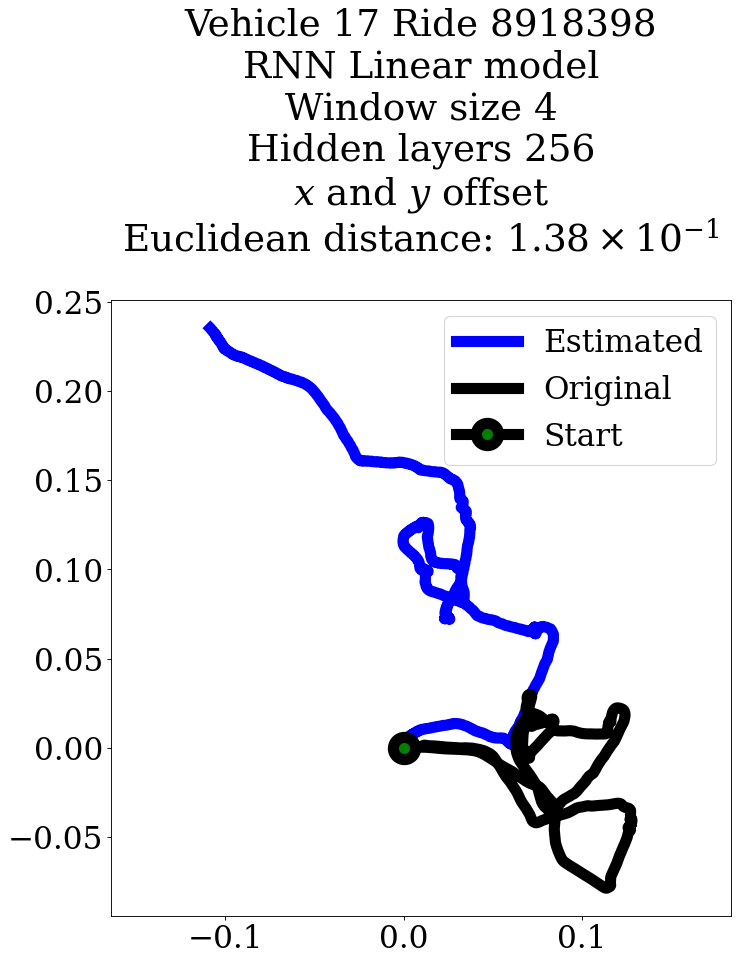 Vehicle 17 Ride 8918398
RNN Linear model
Window size 4
Hidden layers 256
x and y offset
Euclidean distance: 1.38 × 10⁻¹
0.25
0.20
0.15
0.10
0.05
0.00
−0.05
Estimated
Original
Start
−0.1
0.0
0.1